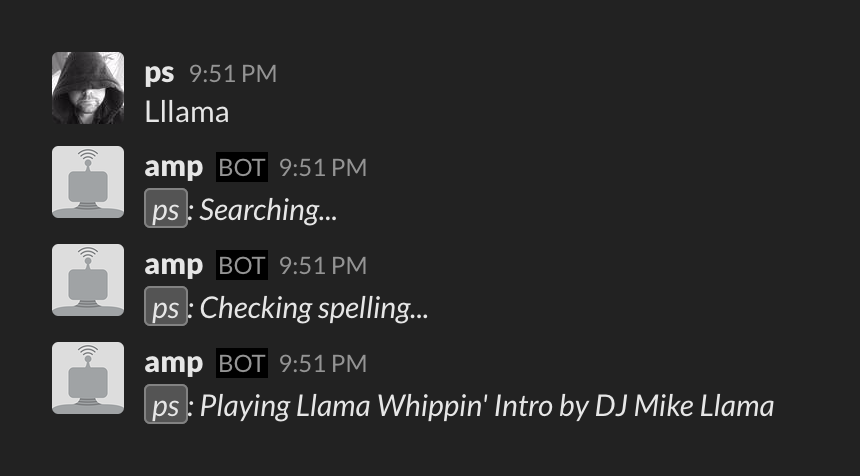 ps 9:51 PM
Lllama
amp BOT 9:51 PM
ps: Searching...
amp BOT 9:51 PM
ps: Checking spelling...
amp BOT 9:51 PM
ps: Playing Llama Whippin' Intro by DJ Mike Llama